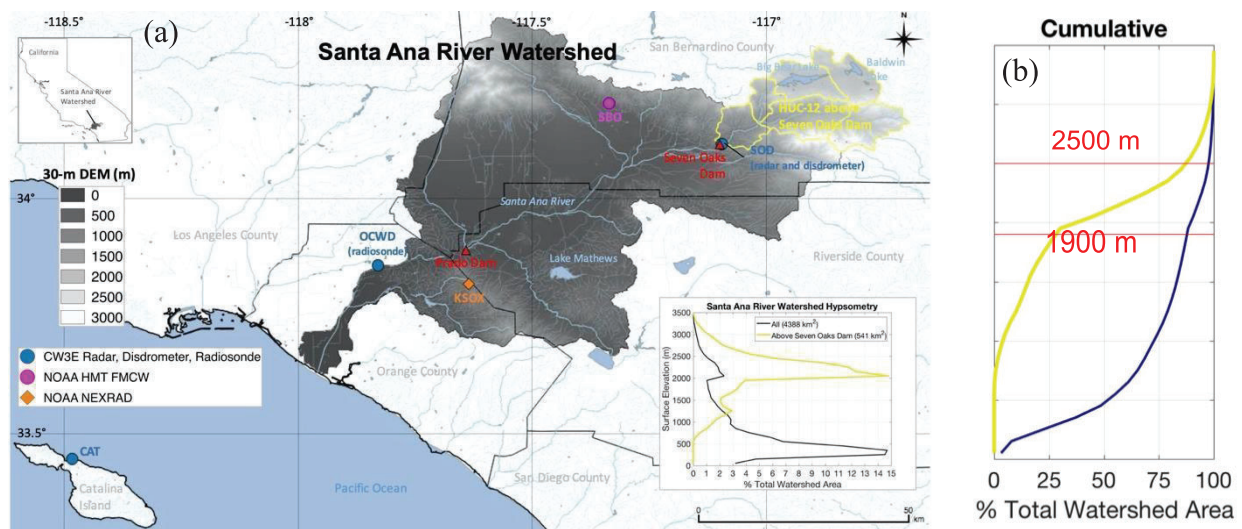 -118.5
-118
-117.5
-117
(a)
Santa Ana River Watershed
San Bernardino County
N
California
Santa Ana River
Watershed
Big Bear Lake
Baldwin
Lake
HUC-12 above
Seven Oaks Dam
SBO
SOD
(radar and disdrometer)
Seven Oaks
Dam
30-m DEM (m)
0
500
1000
1500
2000
2500
3000
34
Los Angeles County
Santa Ana River
OCWD
(radiosonde)
Prado Dam
KSOX
Lake Mathews
Riverside County
CW3E Radar, Disdrometer, Radiosonde
NOAA HMT FMCW
NOAA NEXRAD
Orange County
33.5
CAT
Catalina
Island
Pacific Ocean
San Diego County
Santa Ana River Watershed Hypsometry
All (4388 km²)
Above Seven Oaks Dam (541 km²)
Surface Elevation (m)
3500
3000
2500
2000
1500
1000
500
0
0 1 2 3 4 5 6 7 8 9 10 11 12 13 14 15
% Total Watershed Area
0
50
km
Cumulative
(b)
2500 m
1900 m
0 25 50 75 100
% Total Watershed Area